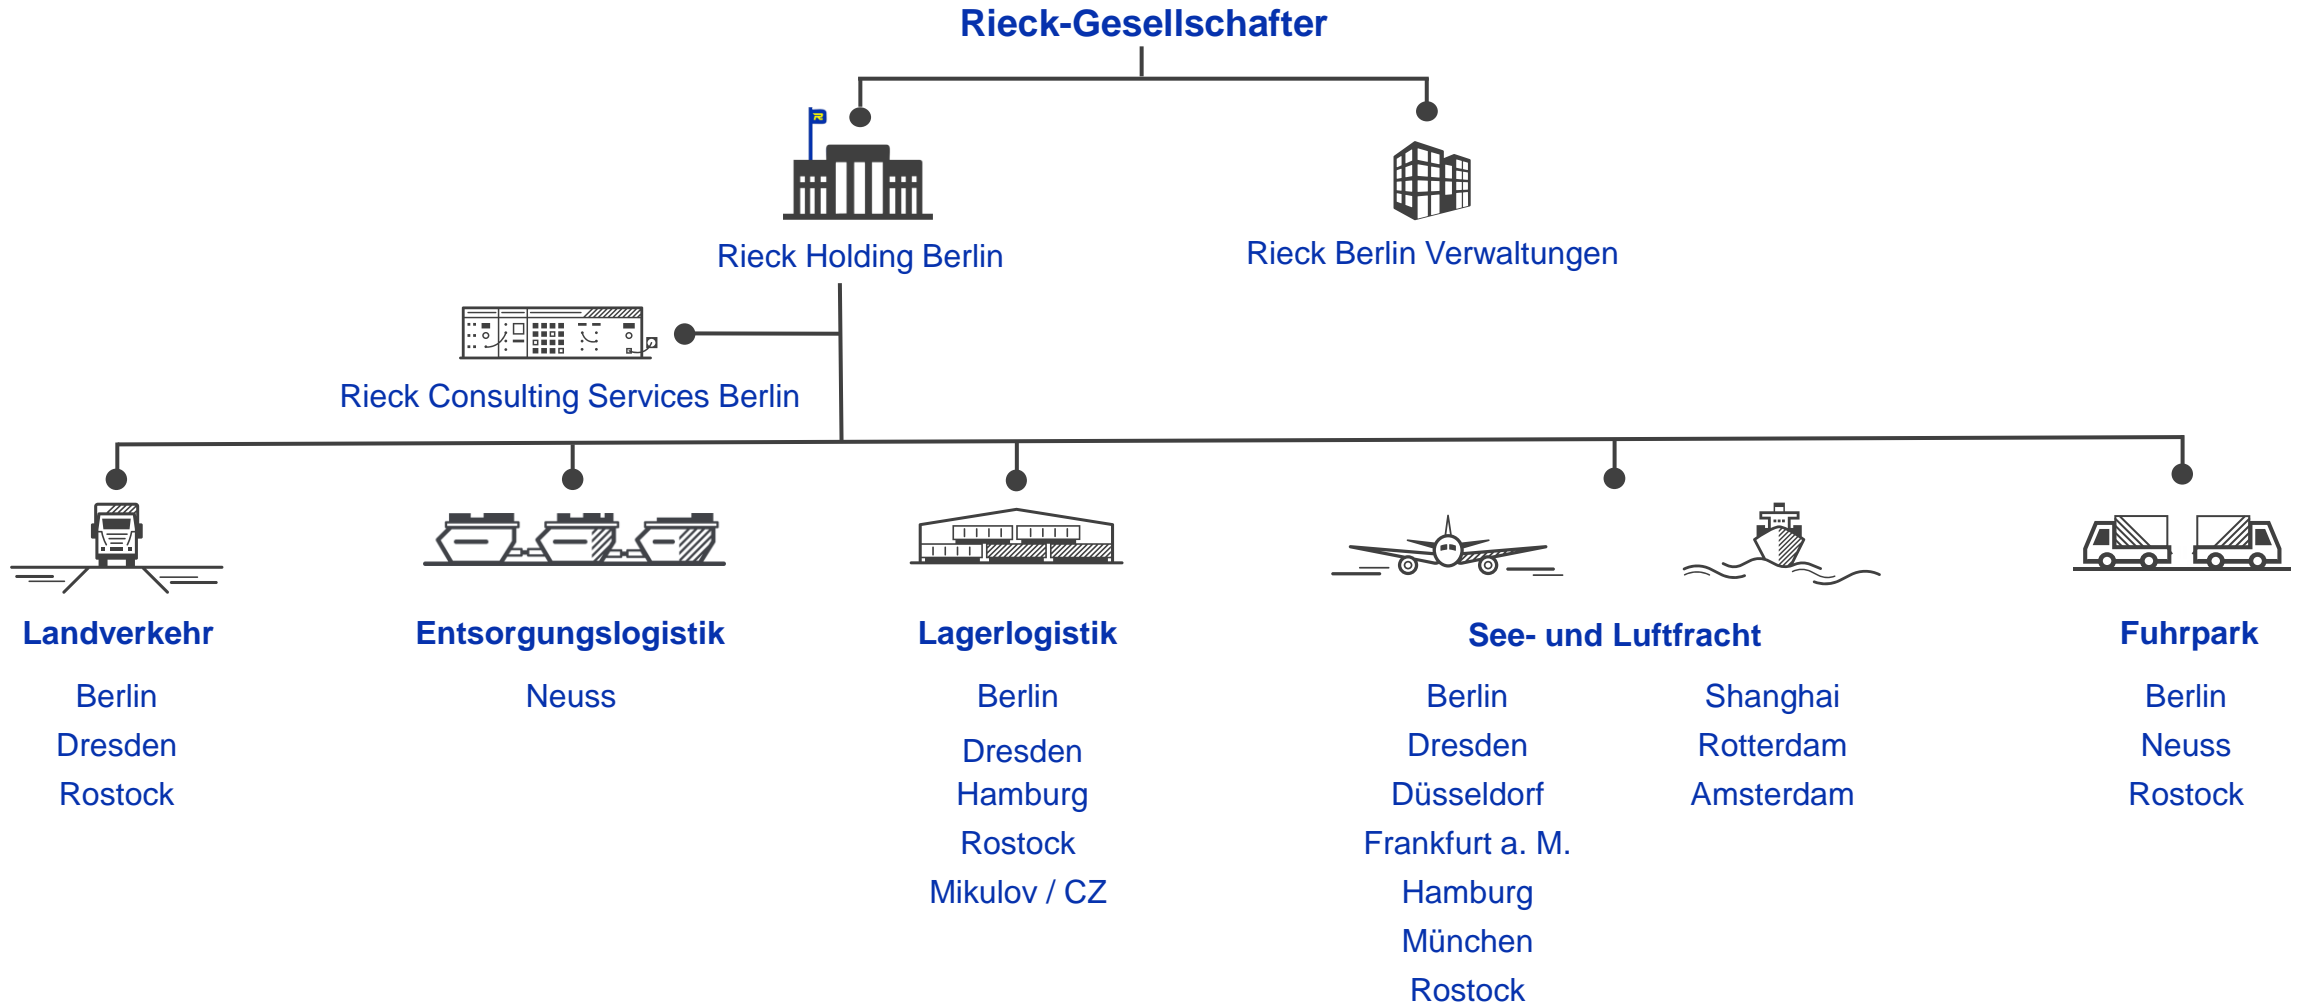 Rieck-Gesellschafter
Rieck Holding Berlin
Rieck Berlin Verwaltungen
Rieck Consulting Services Berlin
Landverkehr
Berlin
Dresden
Rostock
Entsorgungslogistik
Neuss
Lagerlogistik
Berlin
Dresden
Hamburg
Rostock
Mikulov / CZ
See- und Luftfracht
Berlin
Dresden
Düsseldorf
Frankfurt a. M.
Hamburg
München
Rostock
Shanghai
Rotterdam
Amsterdam
Fuhrpark
Berlin
Neuss
Rostock